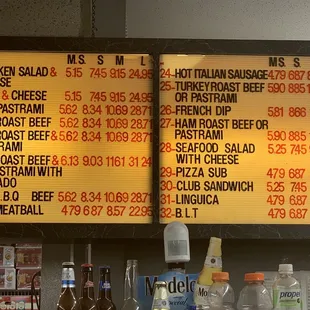 M.S. S M L
KEN SALAD & 5.15 7.45 9.15 24.95
SE
& CHEESE 5.15 7.45 9.15 24.95
PASTRAMI 5.62 8.34 10.69 28.71
ROAST BEEF 5.62 8.34 10.69 28.71
ROAST BEEF & 5.62 8.34 10.69 28.71
RAMI
ROAST BEEF & 6.13 9.03 11.61 31.24
STRAMI WITH
ADO
B.Q BEEF 5.62 8.34 10.69 28.71
MEATBALL 4.79 6.87 8.57 22.95
M.S. S.
24- HOT ITALIAN SAUSAGE 4.79 6.87 8
25- TURKEY ROAST BEEF 5.90 8.85 1
OR PASTRAMI
26- FRENCH DIP 5.81 8.66
27- HAM ROAST BEEF OR
PASTRAMI 5.90 8.85
28- SEAFOOD SALAD 5.25 7.45
WITH CHEESE
29- PIZZA SUB 4.79 6.87
30- CLUB SANDWICH 5.25 7.45
31- LINGUICA 4.79 6.87
32- B.L.T 4.79 6.87
Modelo
propel